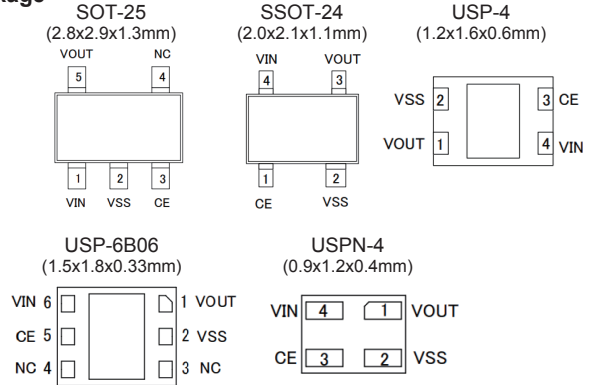 SOT-25
(2.8x2.9x1.3mm)
VOUT NC
5 4
1 2 3
VIN VSS CE
SSOT-24
(2.0x2.1x1.1mm)
VIN VOUT
4 3
1 2
CE VSS
USP-4
(1.2x1.6x0.6mm)
VSS 2 3 CE
VOUT 1 4 VIN
USP-6B06
(1.5x1.8x0.33mm)
VIN 6 1 VOUT
CE 5 2 VSS
NC 4 3 NC
USPN-4
(0.9x1.2x0.4mm)
VIN 4 1 VOUT
CE 3 2 VSS